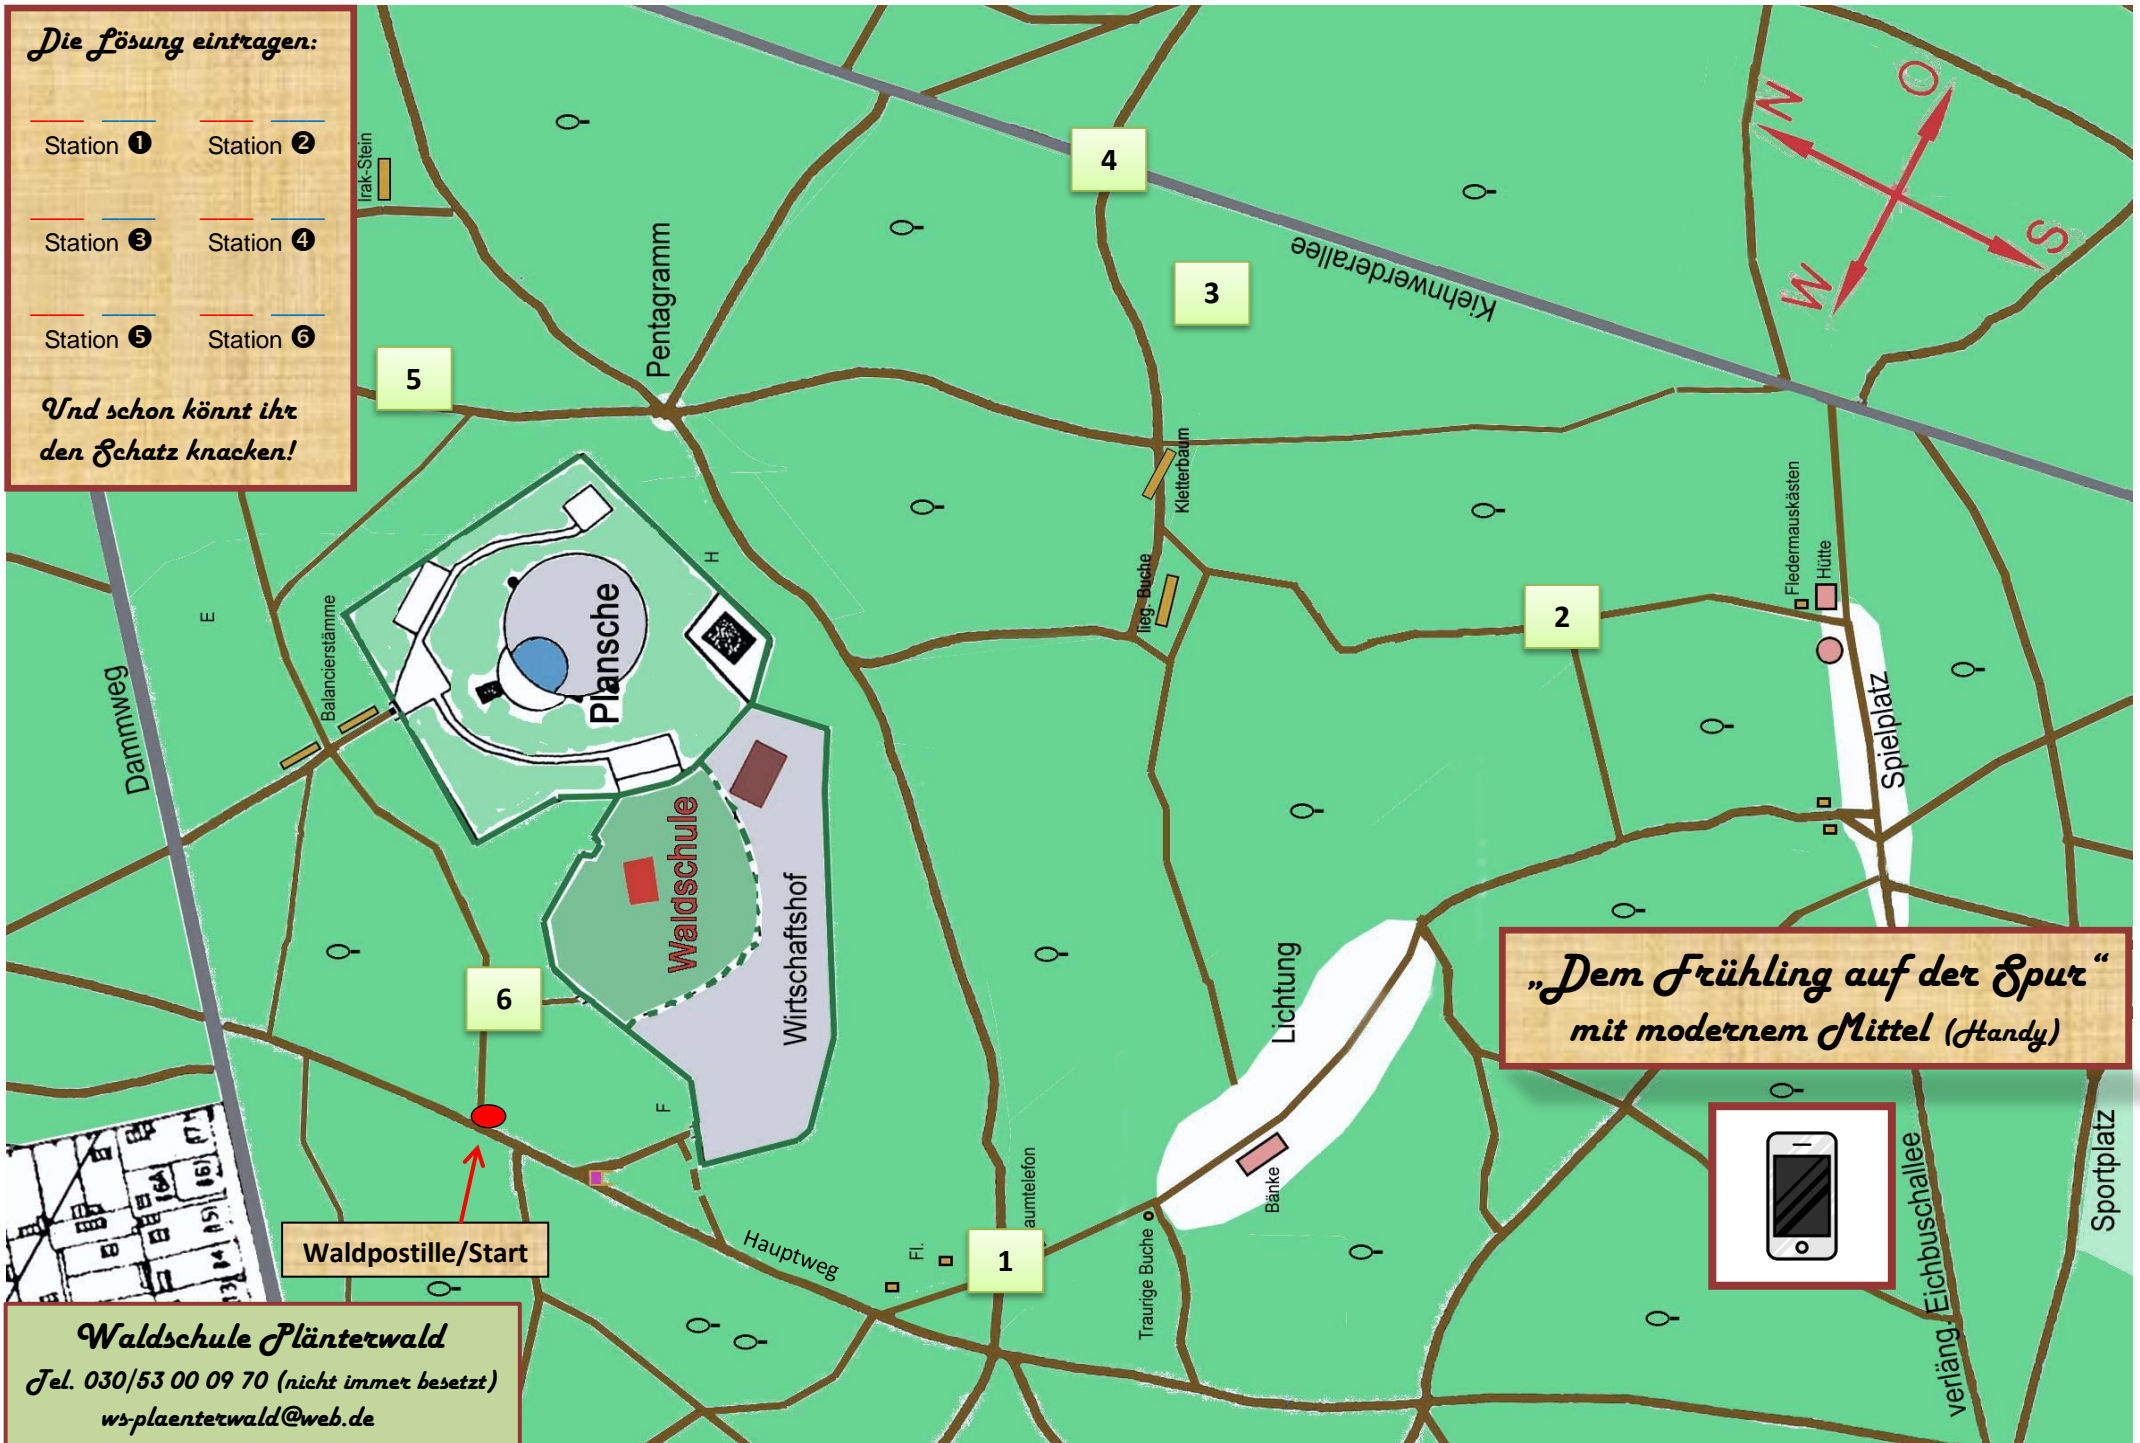 Die Lösung eintragen:
Station ❶ Station ❷
Station ❸ Station ❹
Station ❺ Station ❻
Und schon könnt ihr
den Schatz knacken!
Irak-Stein
Pentagramm
4
3
5
Kiehnwerderallee
N
O
S
W
Kletterbaum
lieg. Buche
2
Fledermauskästen
Hütte
Spielplatz
E
H
Balancierstämme
Dammweg
Plansche
Waldschule
Wirtschaftshof
6
F
Lichtung
Bänke
„Dem Frühling auf der Spur“
mit modernem Mittel (Handy)
Waldpostille/Start
Hauptweg
Fl.
1
aumtelefon
Traurige Buche
verläng. Eichbuschallee
Sportplatz
16A
Waldschule Plänterwald
Tel. 030/53 00 09 70 (nicht immer besetzt)
ws-plaenterwald@web.de